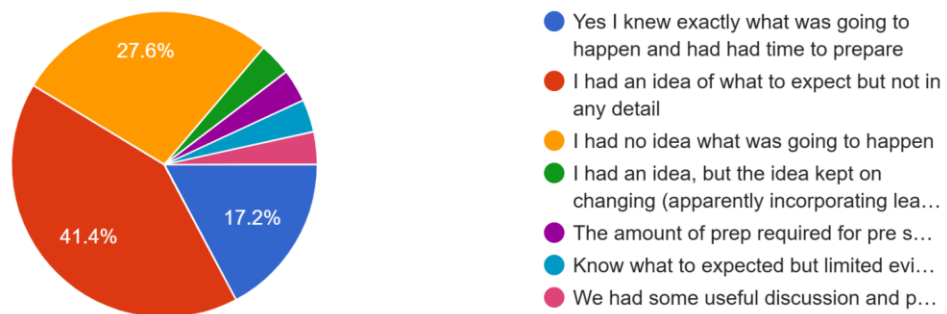 27.6%
41.4%
17.2%
Yes I knew exactly what was going to
happen and had had time to prepare
I had an idea of what to expect but not in
any detail
I had no idea what was going to happen
I had an idea, but the idea kept on
changing (apparently incorporating lea…
The amount of prep required for pre s…
Know what to expected but limited evi…
We had some useful discussion and p…